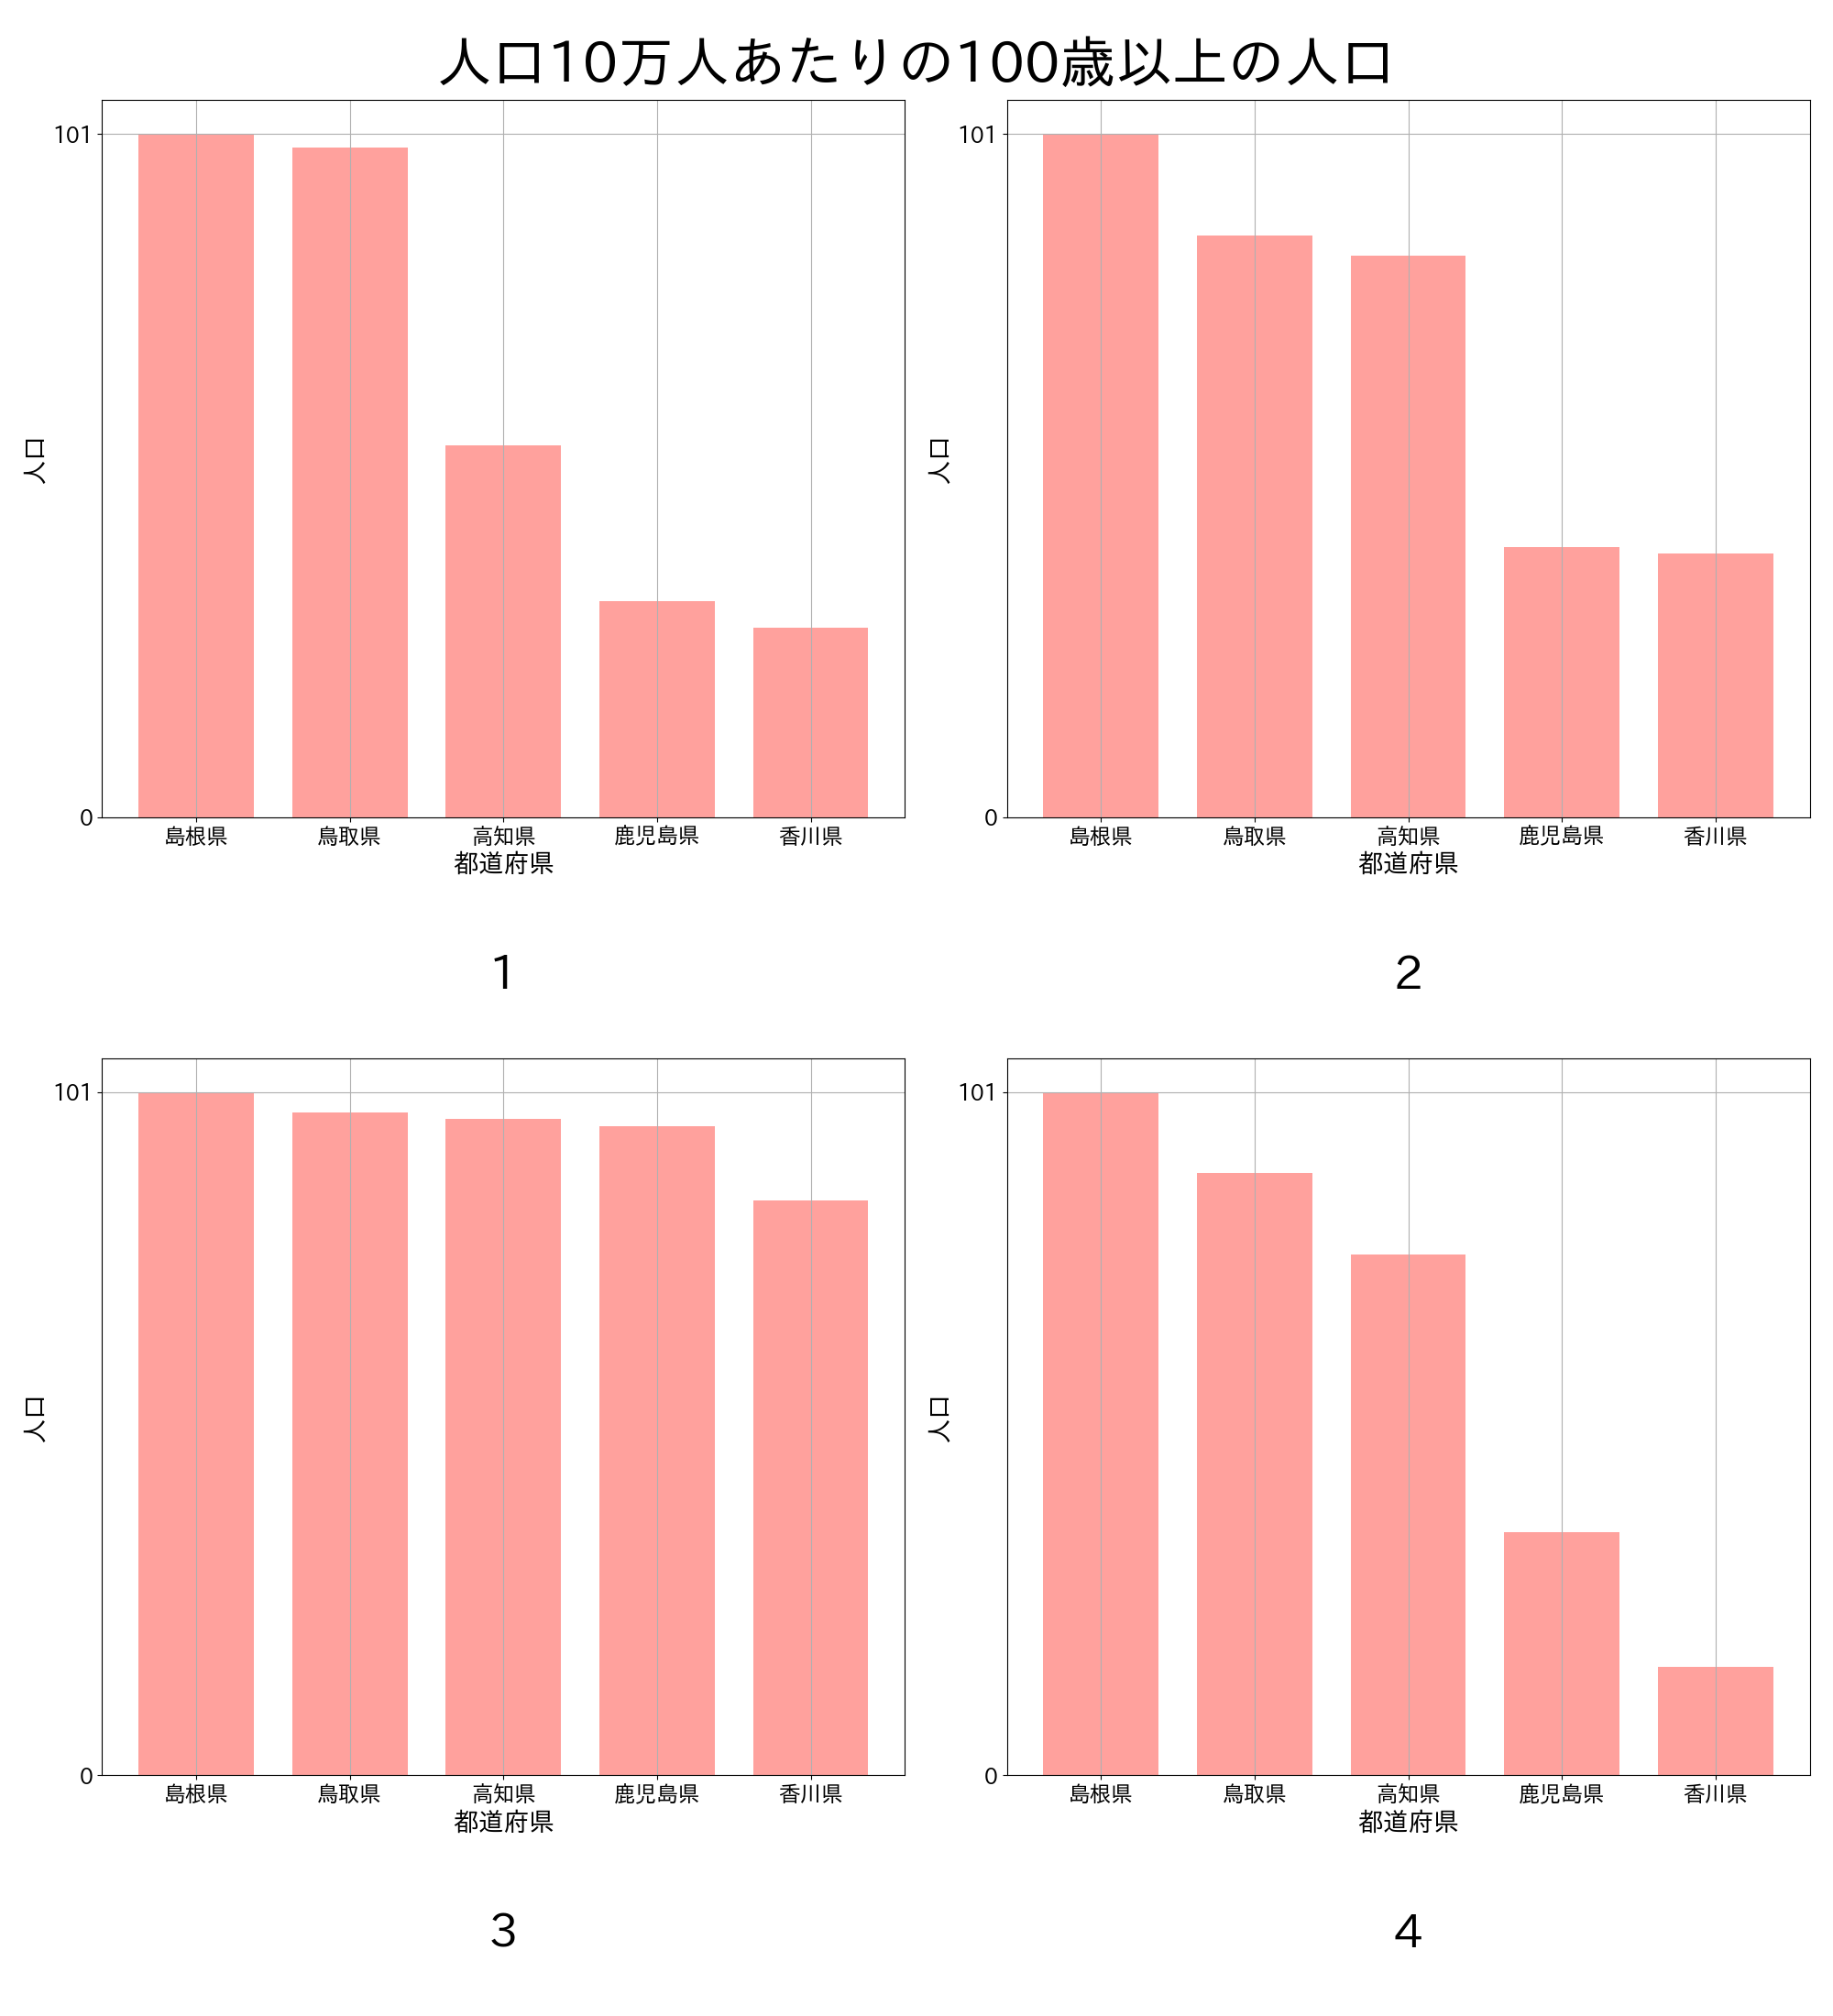 人口10万人あたりの100歳以上の人口
101
0
人口
島根県 鳥取県 高知県 鹿児島県 香川県
都道府県
1
101
0
人口
島根県 鳥取県 高知県 鹿児島県 香川県
都道府県
2
101
0
人口
島根県 鳥取県 高知県 鹿児島県 香川県
都道府県
3
101
0
人口
島根県 鳥取県 高知県 鹿児島県 香川県
都道府県
4